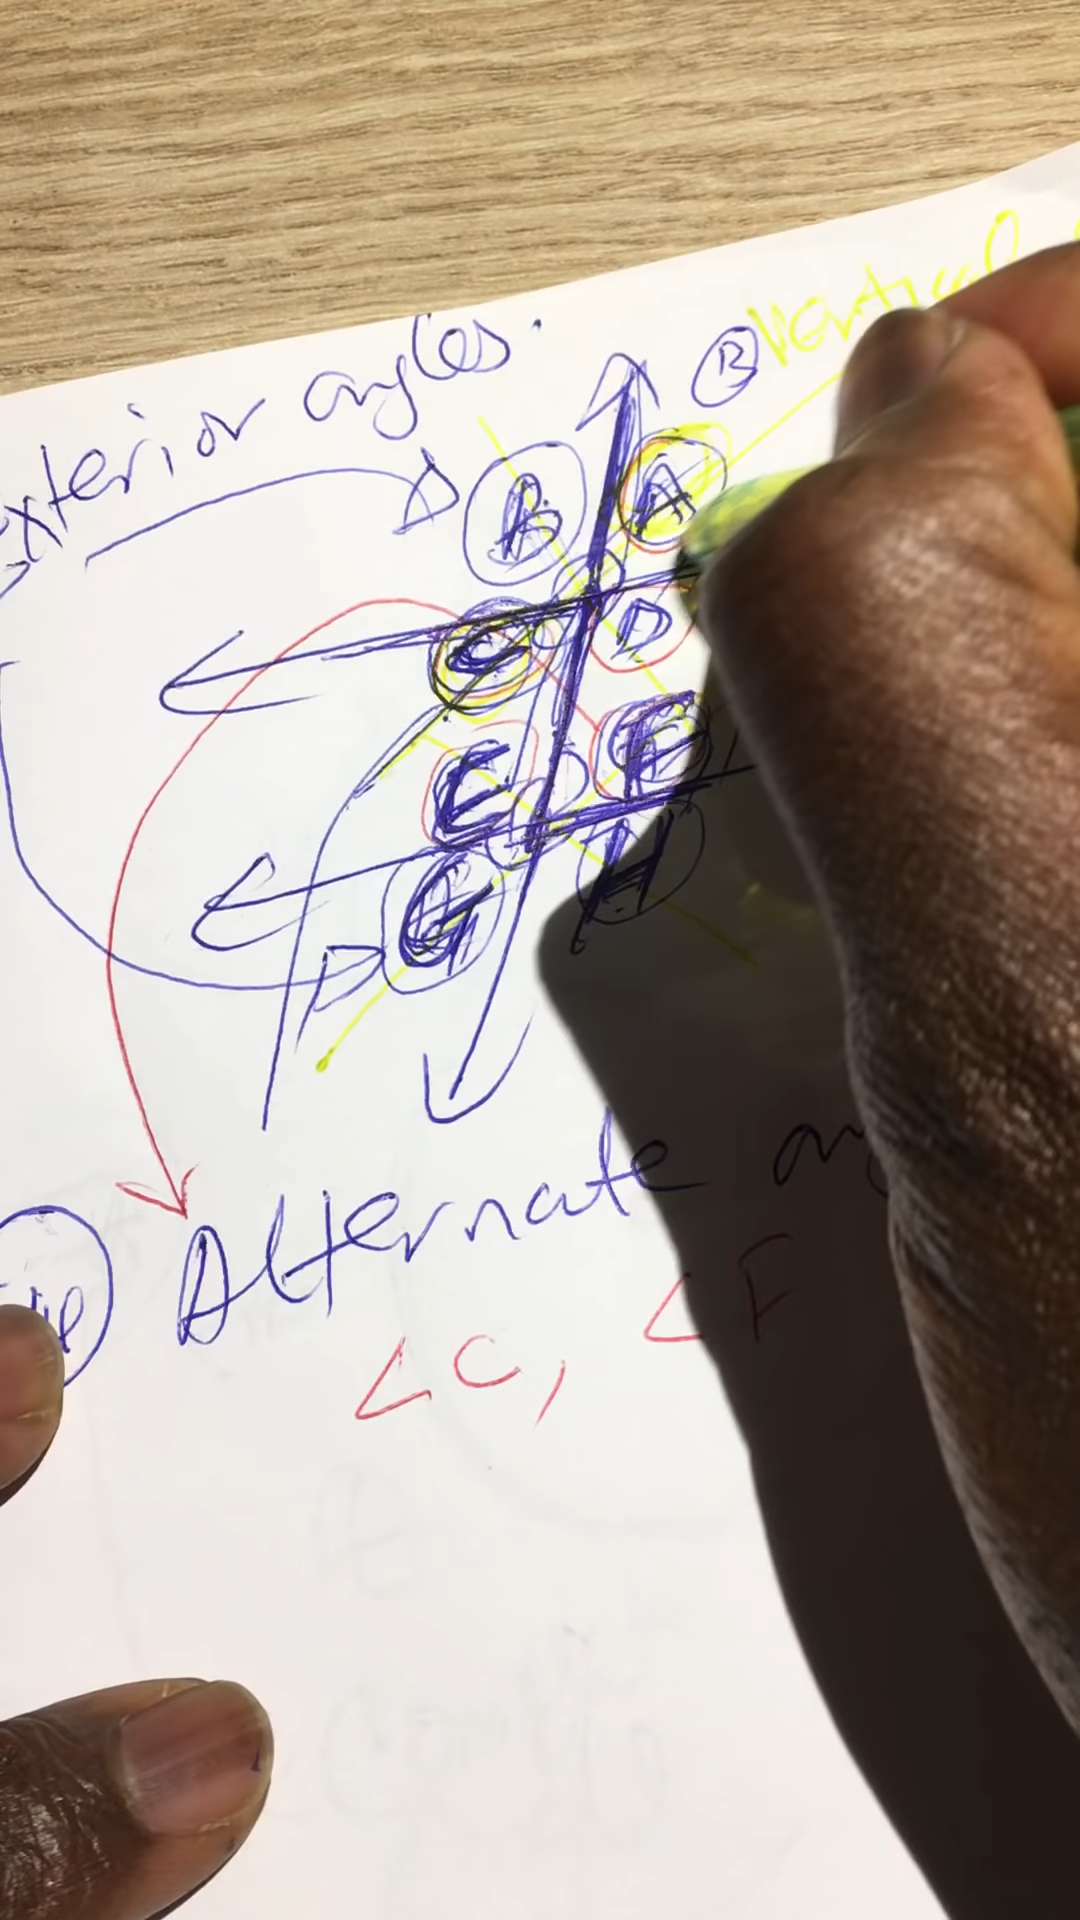 exterior angles.
B Vertical
B A
C D
E F
G H
Alternate
<C, <F